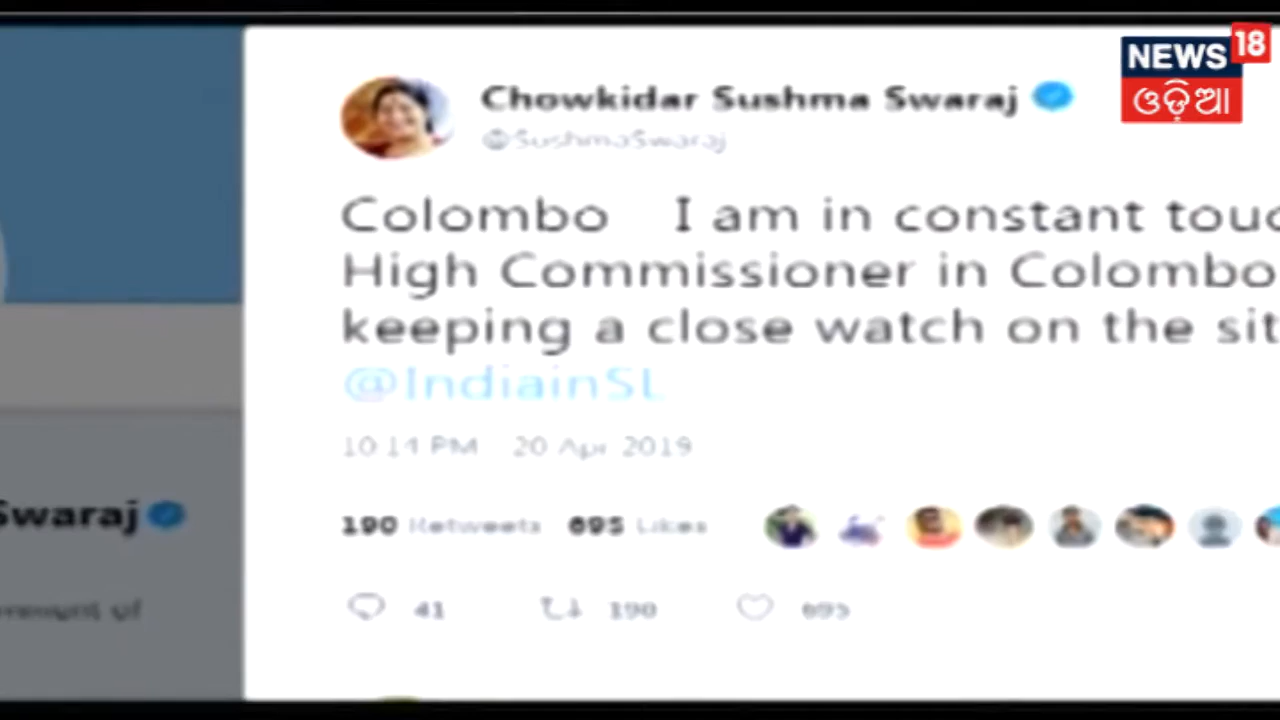 NEWS 18
ଓଡ଼ିଆ
Chowkidar Sushma Swaraj
@SushmaSwaraj
Colombo I am in constant touc
High Commissioner in Colombo
keeping a close watch on the sit
@IndiainSL
10 14 PM 20 Apr 2019
190 Retweets 695 Likes
41 190 695
Swaraj